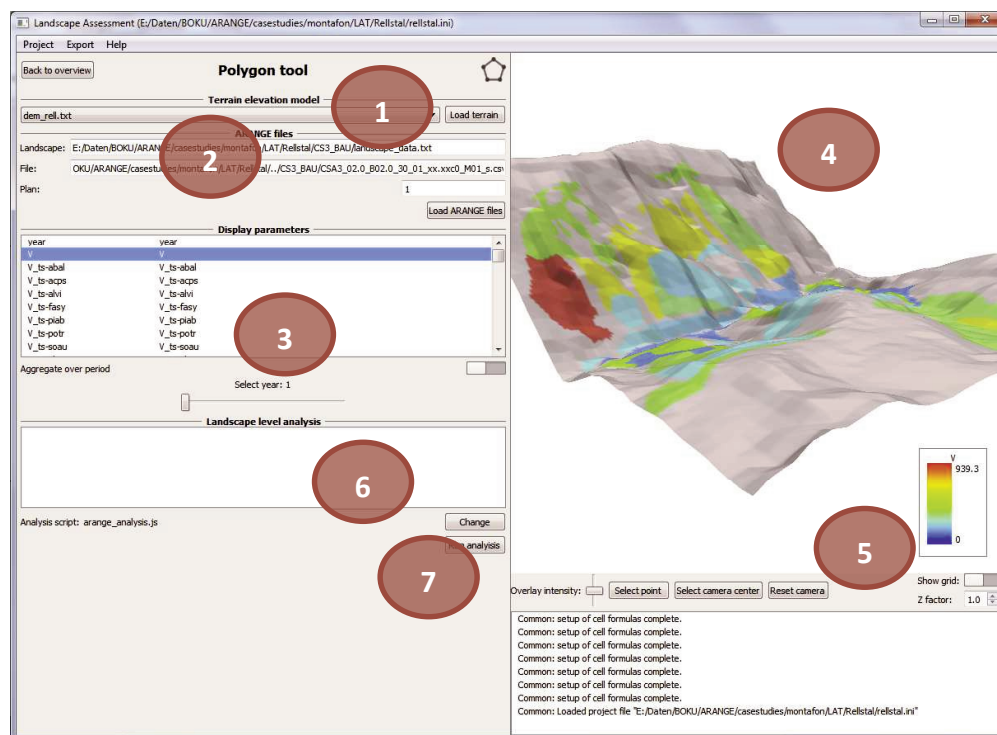 Landscape Assessment (E:/Daten/BOKU/ARANGE/casestudies/montafon/LAT/Rellstal/rellstal.ini)
Project Export Help
Back to overview
Polygon tool
Terrain elevation model
1
dem_rell.txt
Load terrain
ARANGE files
Landscape: E:/Daten/BOKU/ARANGE/casestudies/montafon/LAT/Rellstal/CS3_BAU/landscape_data.txt
2
File: OKU/ARANGE/casestudies/montafon/LAT/Rellstal/../CS3_BAU/CSA3_02.0_B02.0_30_01_xx.xxc0_M01_s.csv
Plan: 1
Load ARANGE files
Display parameters
year year
V V
V_ts-abal V_ts-abal
V_ts-acps V_ts-acps
V_ts-alvi V_ts-alvi
V_ts-fasy V_ts-fasy
V_ts-piab V_ts-piab
V_ts-potr V_ts-potr
V_ts-soau V_ts-soau
3
Aggregate over period
Select year: 1
Landscape level analysis
6
Analysis script: arange_analysis.js
Change
Run analyisis
7
4
V
939.3
0
5
Overlay intensity:
Select point
Select camera center
Reset camera
Show grid:
Z factor: 1.0
Common: setup of cell formulas complete.
Common: setup of cell formulas complete.
Common: setup of cell formulas complete.
Common: setup of cell formulas complete.
Common: setup of cell formulas complete.
Common: setup of cell formulas complete.
Common: setup of cell formulas complete.
Common: Loaded project file "E:/Daten/BOKU/ARANGE/casestudies/montafon/LAT/Rellstal/rellstal.ini"